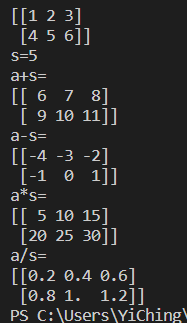 [[1 2 3]
 [4 5 6]]
s=5
a+s=
[[ 6  7  8]
 [ 9 10 11]]
a-s=
[[-4 -3 -2]
 [-1  0  1]]
a*s=
[[ 5 10 15]
 [20 25 30]]
a/s=
[[0.2 0.4 0.6]
 [0.8 1.  1.2]]
PS C:\Users\YiChing\